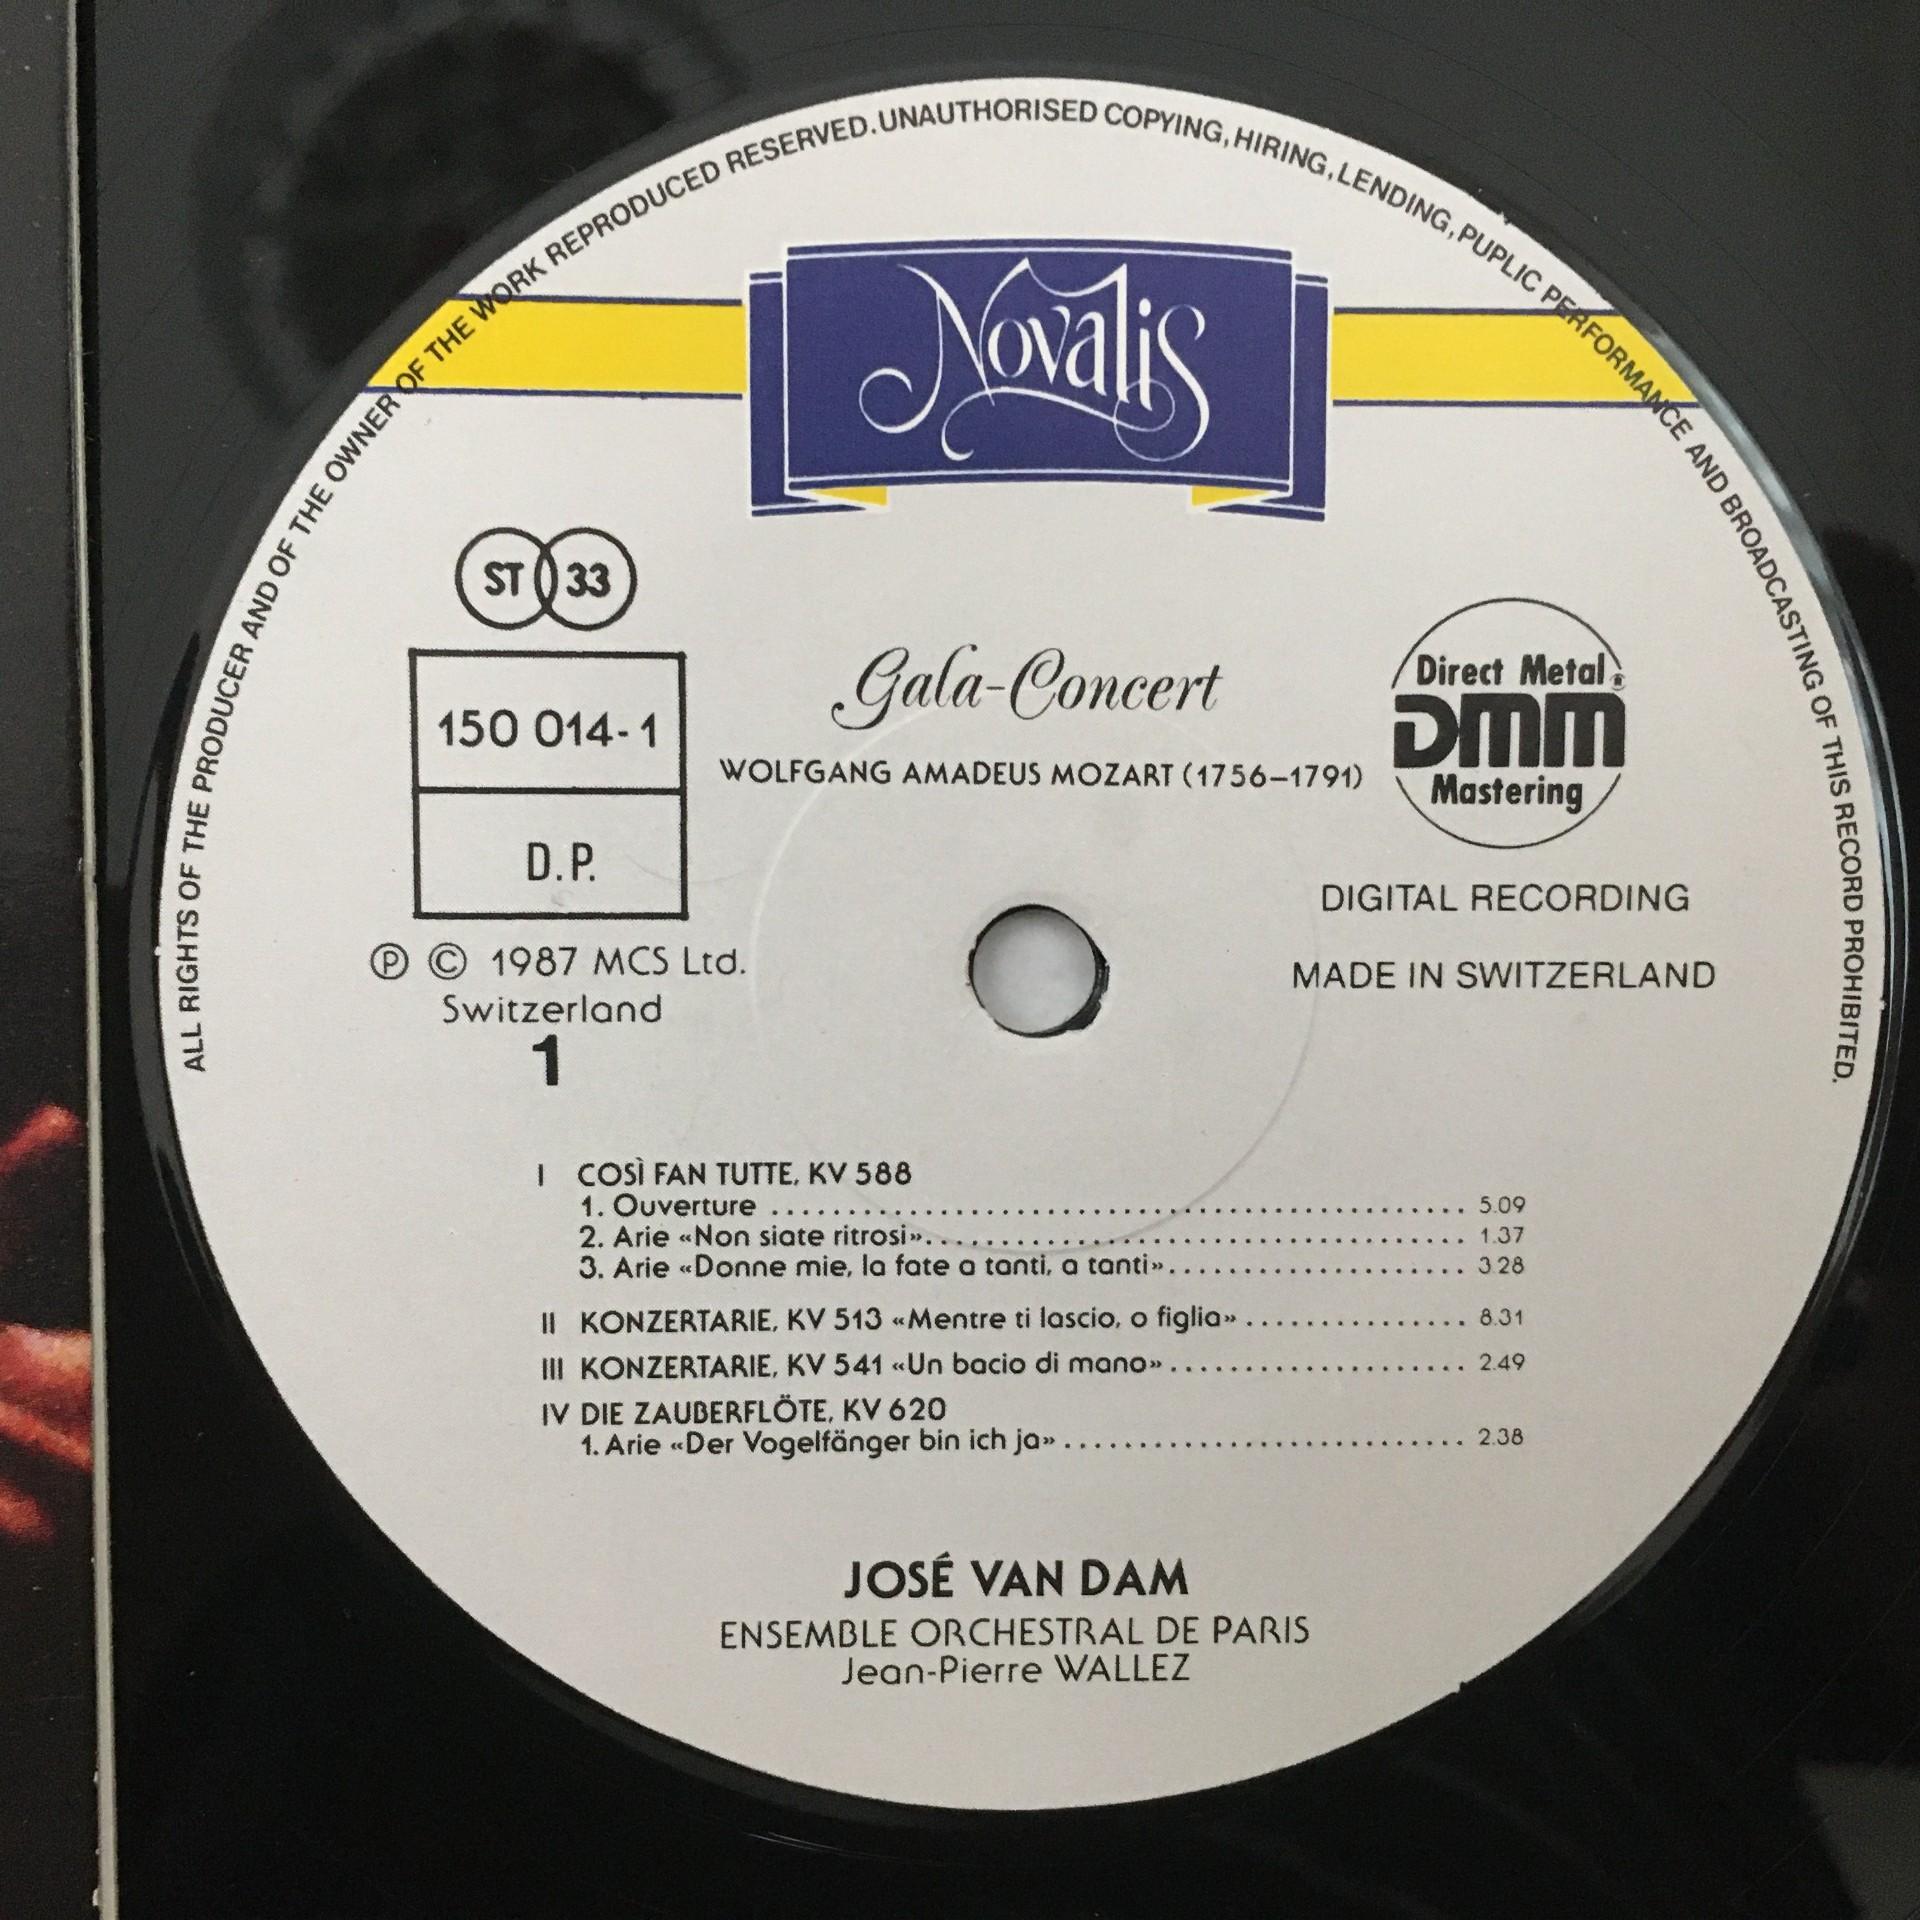 ALL RIGHTS OF THE PRODUCER AND OF THE OWNER OF THE WORK REPRODUCED RESERVED. UNAUTHORISED COPYING, HIRING, LENDING, PUPLIC PERFORMANCE AND BROADCASTING OF THIS RECORD PROHIBITED.
Novalis
ST 33
150 014-1
D.P.
Ⓟ © 1987 MCS Ltd.
Switzerland
1
Gala-Concert
WOLFGANG AMADEUS MOZART (1756–1791)
Direct Metal ®
DMM
Mastering
DIGITAL RECORDING
MADE IN SWITZERLAND
I COSÌ FAN TUTTE, KV 588
1. Ouverture ........ 5.09
2. Arie «Non siate ritrosi» ........ 1.37
3. Arie «Donne mie, la fate a tanti, a tanti» ........ 3.28
II KONZERTARIE, KV 513 «Mentre ti lascio, o figlia» ........ 8.31
III KONZERTARIE, KV 541 «Un bacio di mano» ........ 2.49
IV DIE ZAUBERFLÖTE, KV 620
1. Arie «Der Vogelfänger bin ich ja» ........ 2.38
JOSÉ VAN DAM
ENSEMBLE ORCHESTRAL DE PARIS
Jean-Pierre WALLEZ